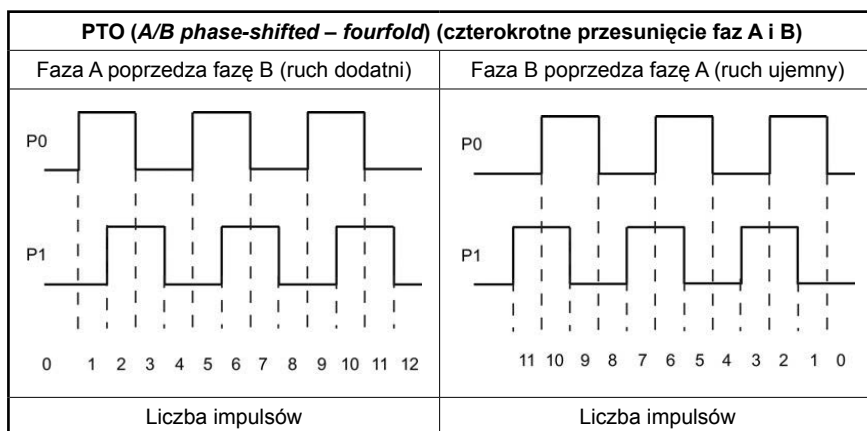 PTO (A/B phase-shifted – fourfold) (czterokrotne przesunięcie faz A i B)
Faza A poprzedza fazę B (ruch dodatni)
Faza B poprzedza fazę A (ruch ujemny)
P0
P1
0 1 2 3 4 5 6 7 8 9 10 11 12
P0
P1
11 10 9 8 7 6 5 4 3 2 1 0
Liczba impulsów
Liczba impulsów